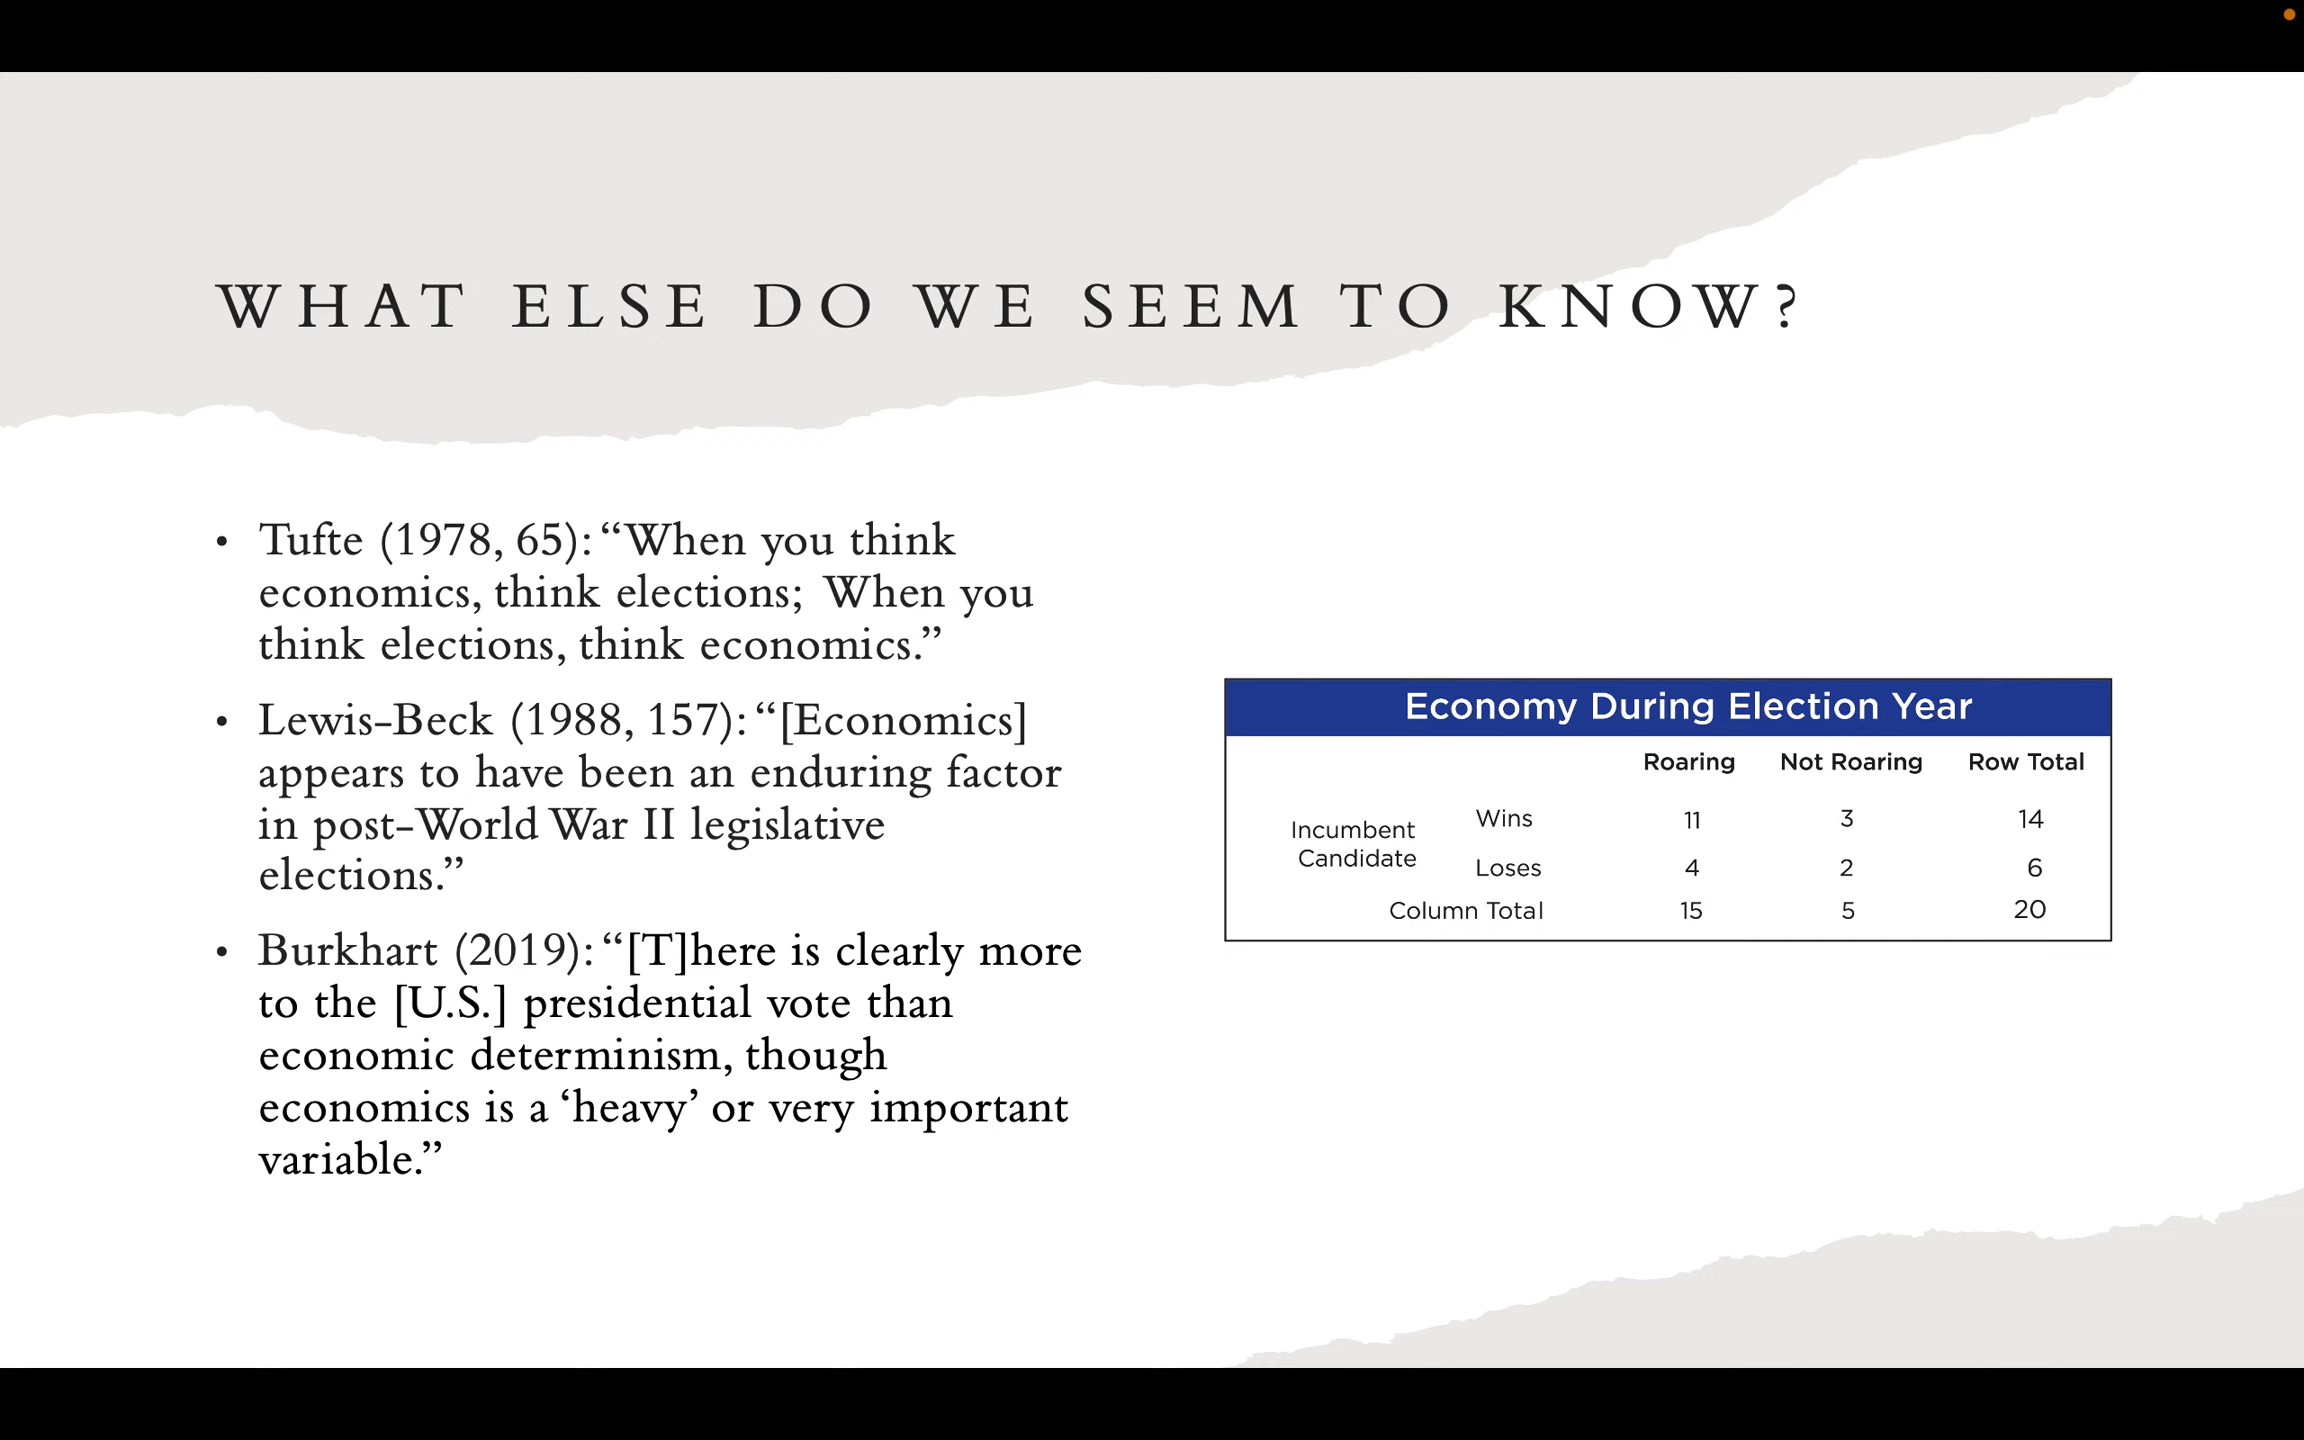 WHAT ELSE DO WE SEEM TO KNOW?
• Tufte (1978, 65): “When you think
economics, think elections; When you
think elections, think economics.”
• Lewis-Beck (1988, 157): “[Economics]
appears to have been an enduring factor
in post-World War II legislative
elections.”
• Burkhart (2019): “[T]here is clearly more
to the [U.S.] presidential vote than
economic determinism, though
economics is a ‘heavy’ or very important
variable.”
Economy During Election Year
Roaring Not Roaring Row Total
Incumbent
Candidate
Wins 11 3 14
Loses 4 2 6
Column Total 15 5 20